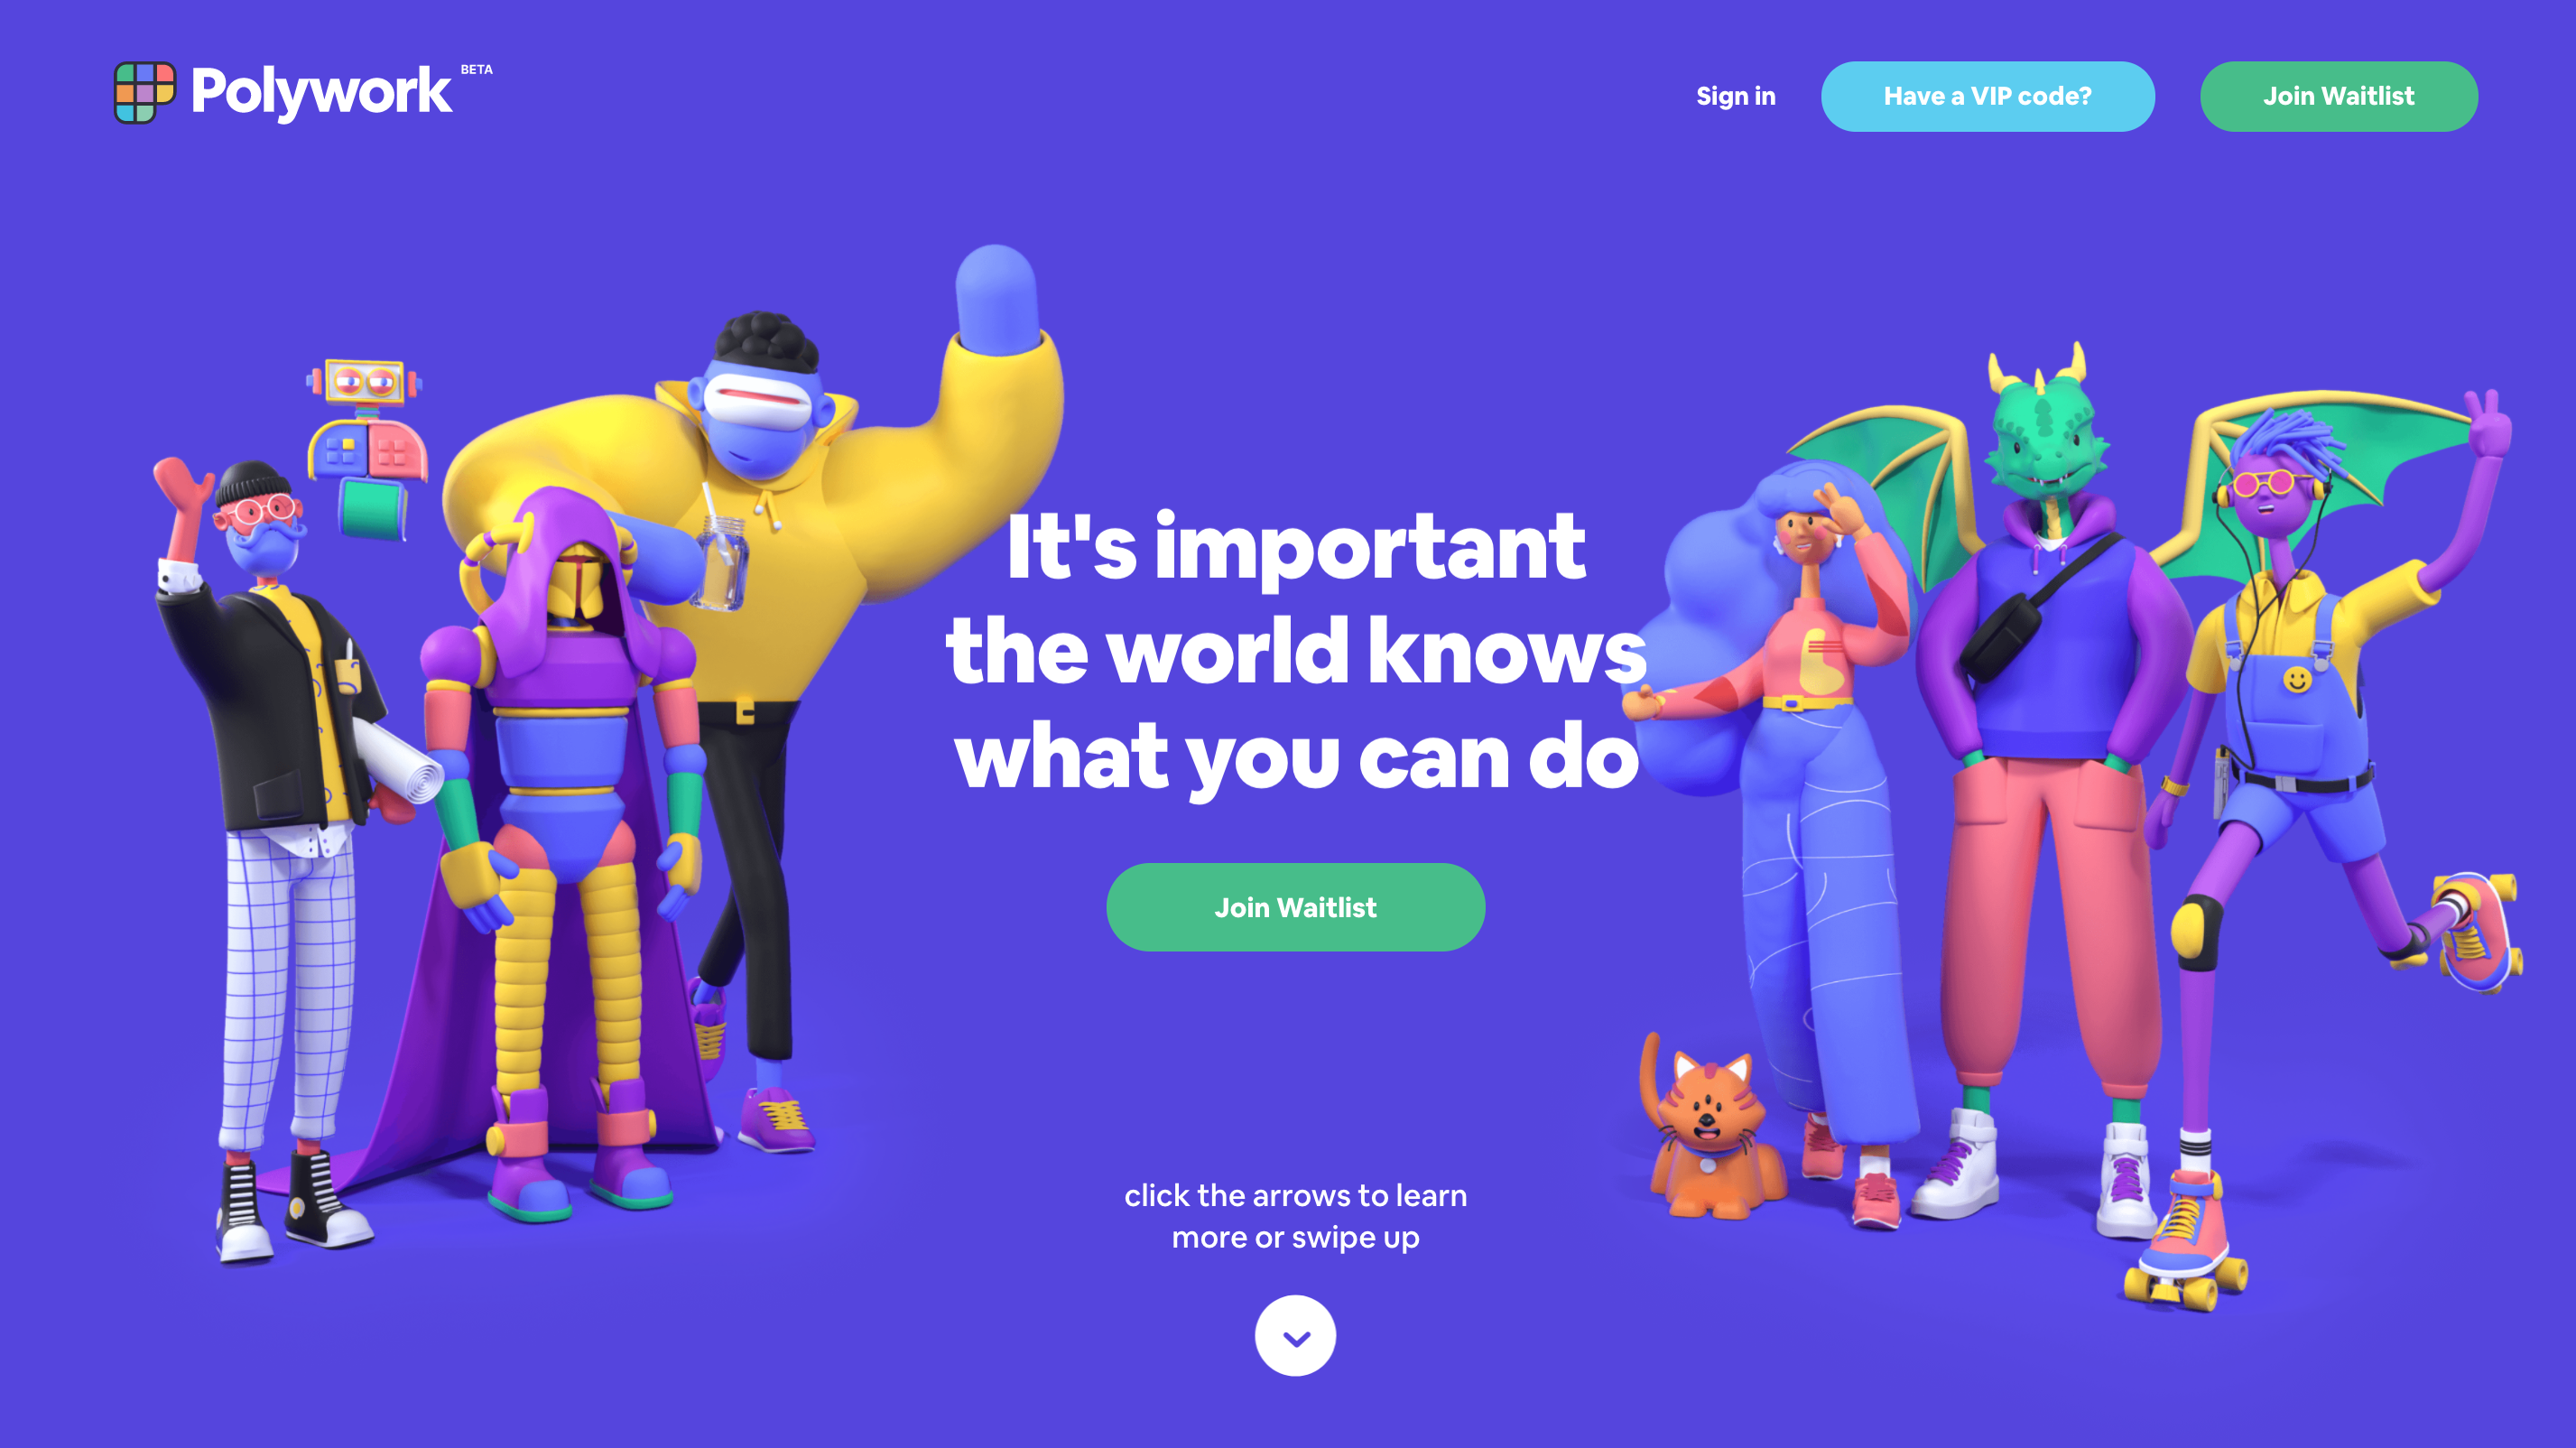 Polywork BETA
Sign in
Have a VIP code?
Join Waitlist
It's important
the world knows
what you can do
Join Waitlist
click the arrows to learn
more or swipe up